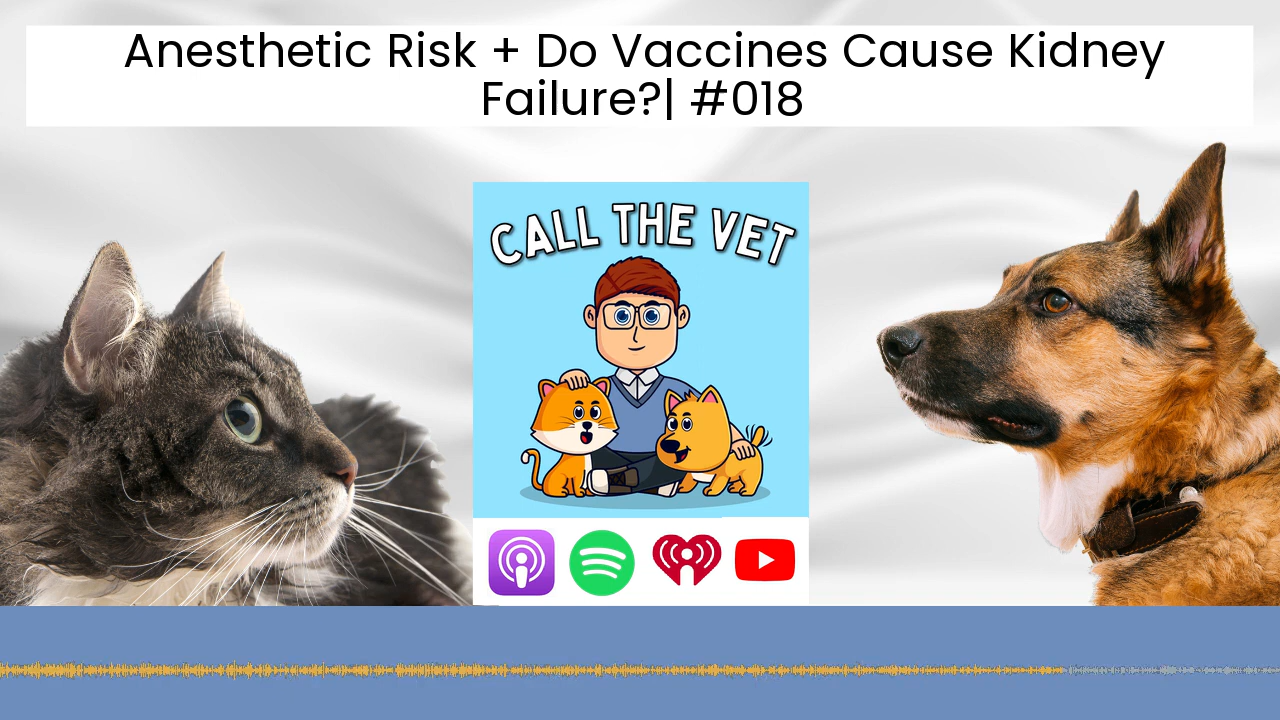 Anesthetic Risk + Do Vaccines Cause Kidney
Failure?| #018
CALL THE VET